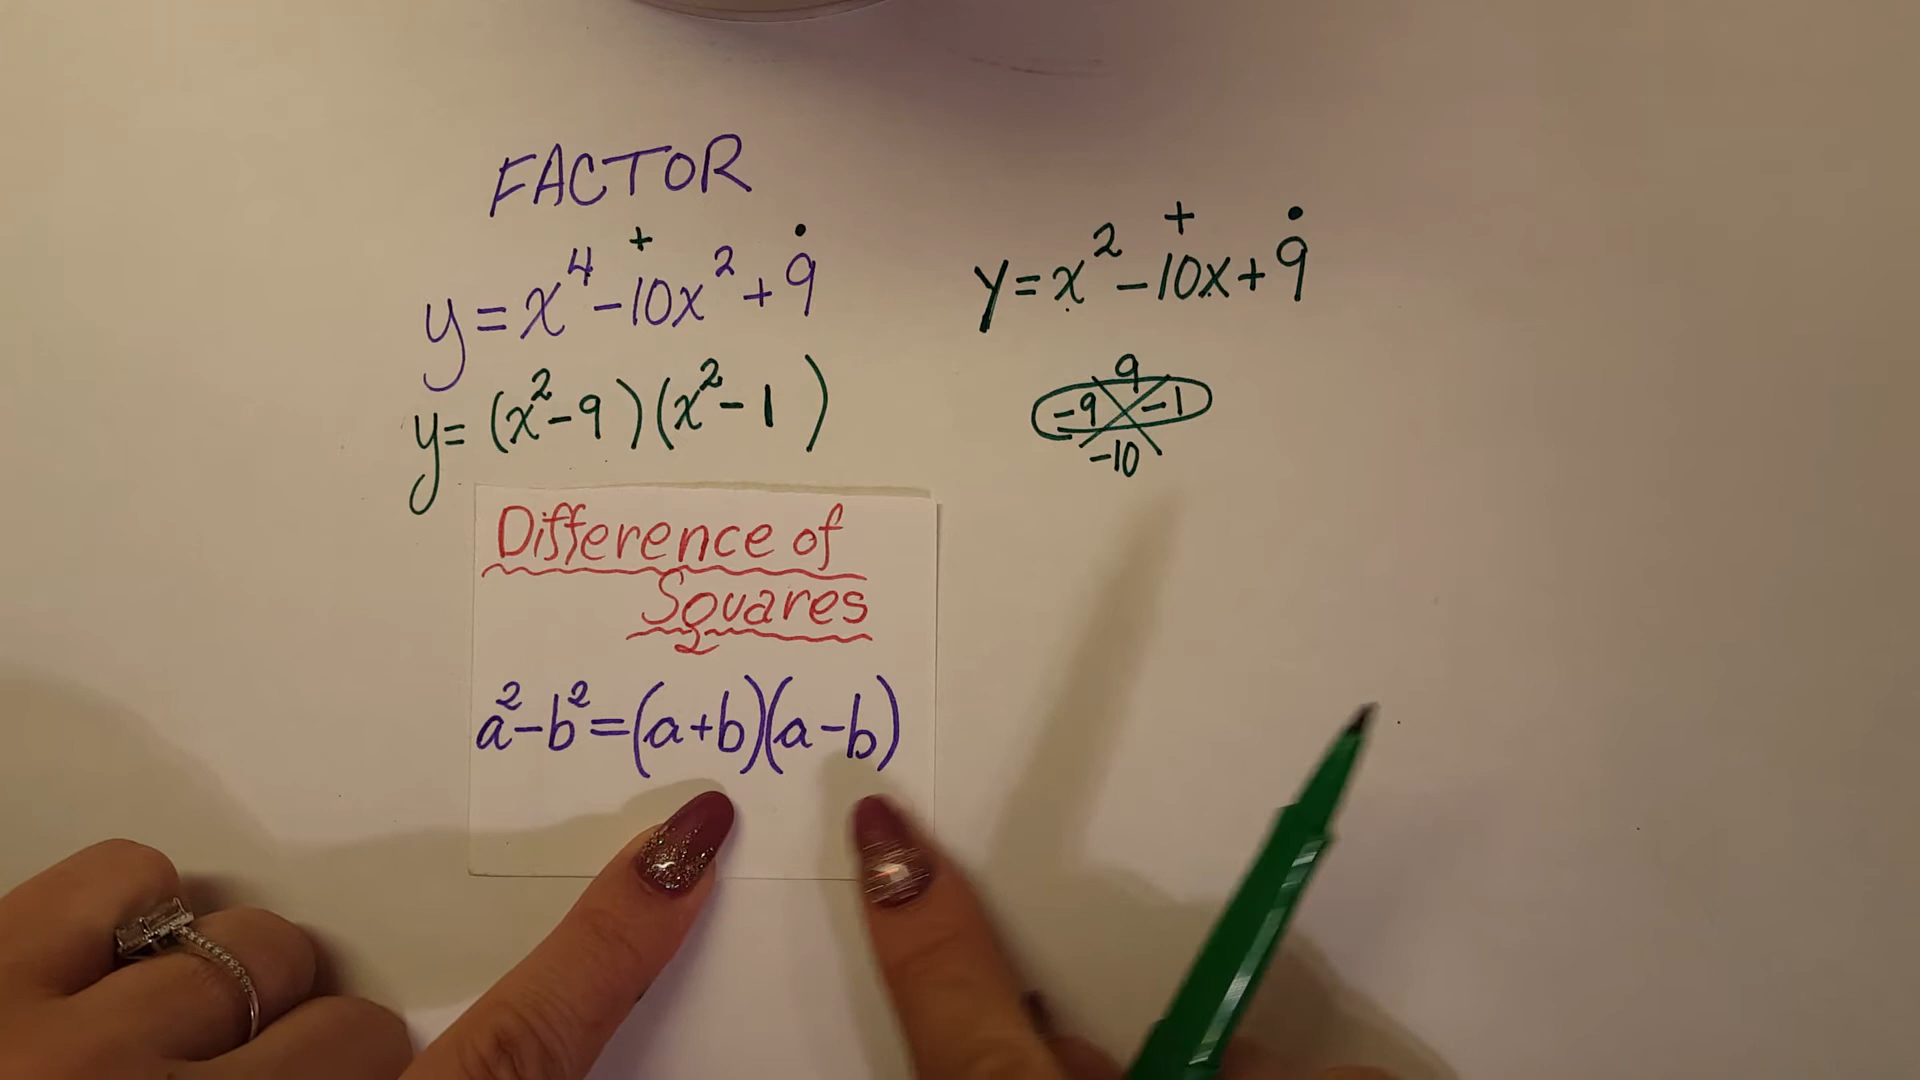 FACTOR
+ •
y=x⁴-10x²+9
y=(x²-9)(x²-1)
+ •
y=x²-10x+9
9
-9 -1
-10
Difference of
Squares
a²-b²=(a+b)(a-b)